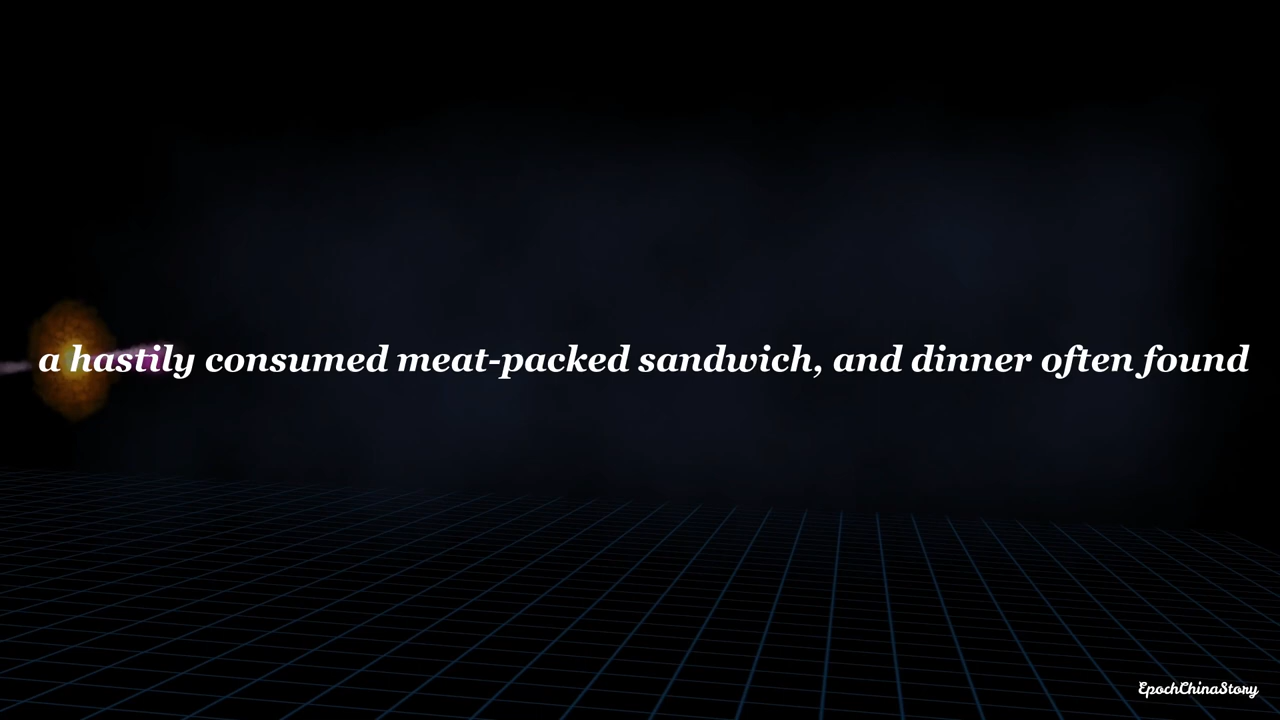 a hastily consumed meat-packed sandwich, and dinner often found
EpochChinaStory